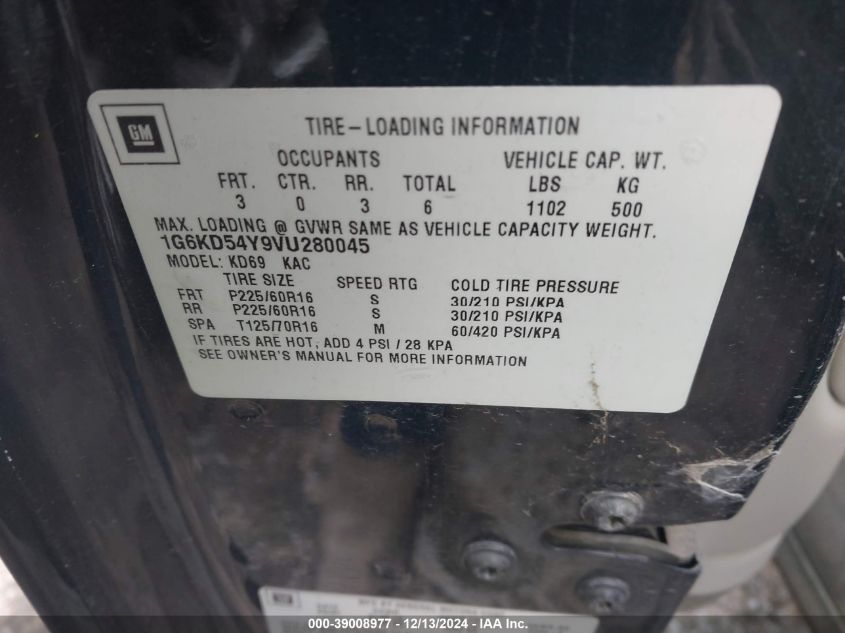 GM
TIRE-LOADING INFORMATION
OCCUPANTS VEHICLE CAP. WT.
FRT. CTR. RR. TOTAL LBS KG
3 0 3 6 1102 500
MAX. LOADING @ GVWR SAME AS VEHICLE CAPACITY WEIGHT.
1G6KD54Y9VU280045
MODEL: KD69 KAC
TIRE SIZE SPEED RTG COLD TIRE PRESSURE
FRT P225/60R16 S 30/210 PSI/KPA
RR P225/60R16 S 30/210 PSI/KPA
SPA T125/70R16 M 60/420 PSI/KPA
IF TIRES ARE HOT, ADD 4 PSI / 28 KPA
SEE OWNER'S MANUAL FOR MORE INFORMATION
GM
000-39008977 - 12/13/2024 - I-----